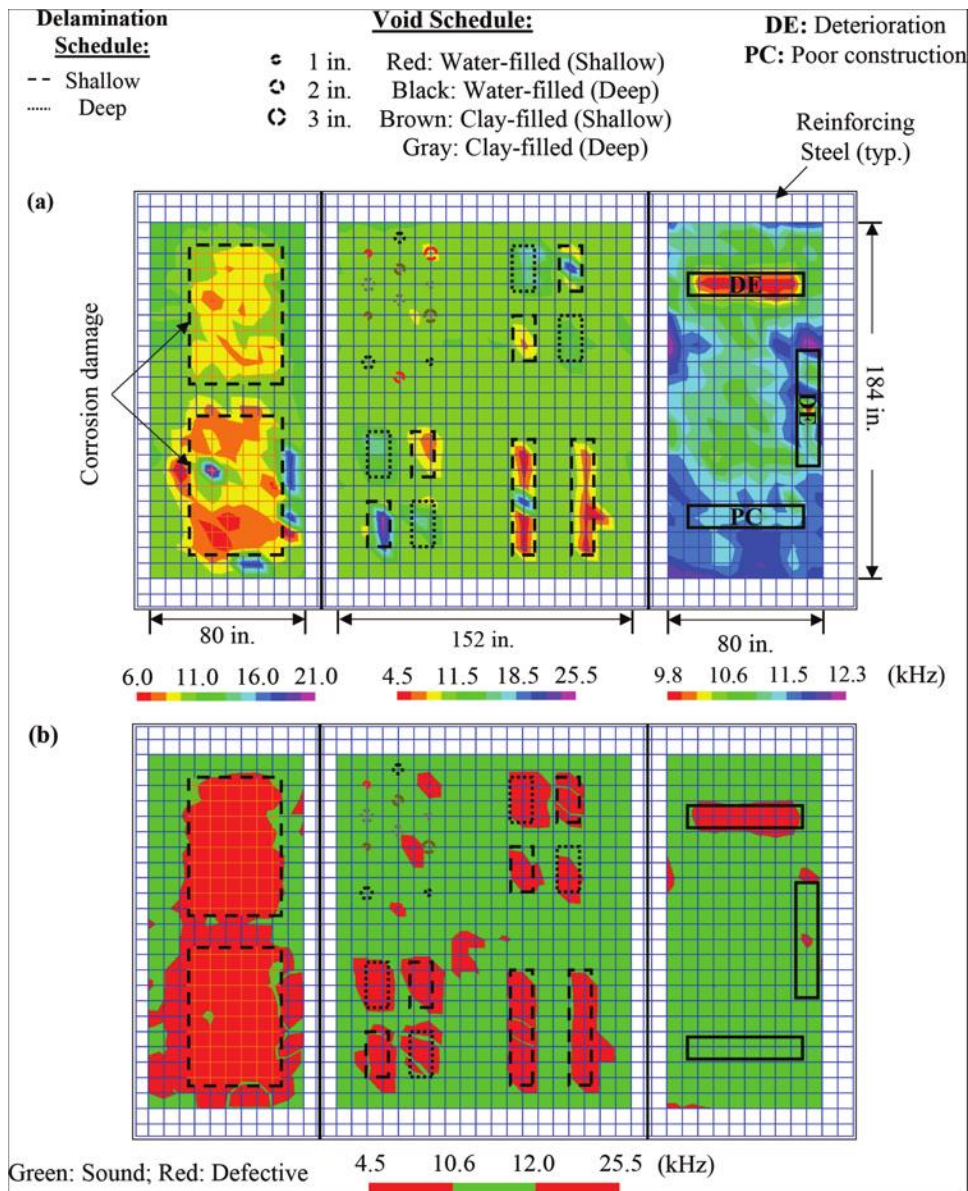 Delamination Schedule:
Shallow
Deep
Void Schedule:
1 in. Red: Water-filled (Shallow)
2 in. Black: Water-filled (Deep)
3 in. Brown: Clay-filled (Shallow)
Gray: Clay-filled (Deep)
DE: Deterioration
PC: Poor construction
Reinforcing
Steel (typ.)
(a)
Corrosion damage
DE
DE
PC
184 in.
80 in.
152 in.
80 in.
6.0 11.0 16.0 21.0
4.5 11.5 18.5 25.5
9.8 10.6 11.5 12.3 (kHz)
(b)
Green: Sound; Red: Defective
4.5 10.6 12.0 25.5 (kHz)